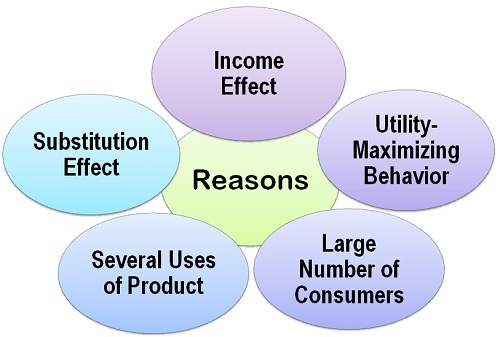 Income
Effect
Utility-
Maximizing
Behavior
Substitution
Effect
Reasons
Large
Number of
Consumers
Several Uses
of Product